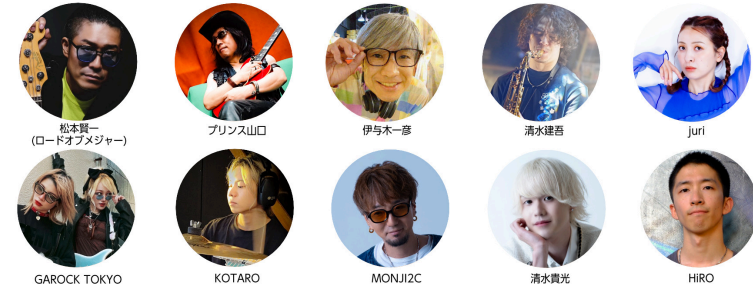 松本賢一
(ロードオブメジャー)
プリンス山口
伊与木一彦
清水建吾
juri
GAROCK TOKYO
KOTARO
MONJI2C
清水貴光
HiRO